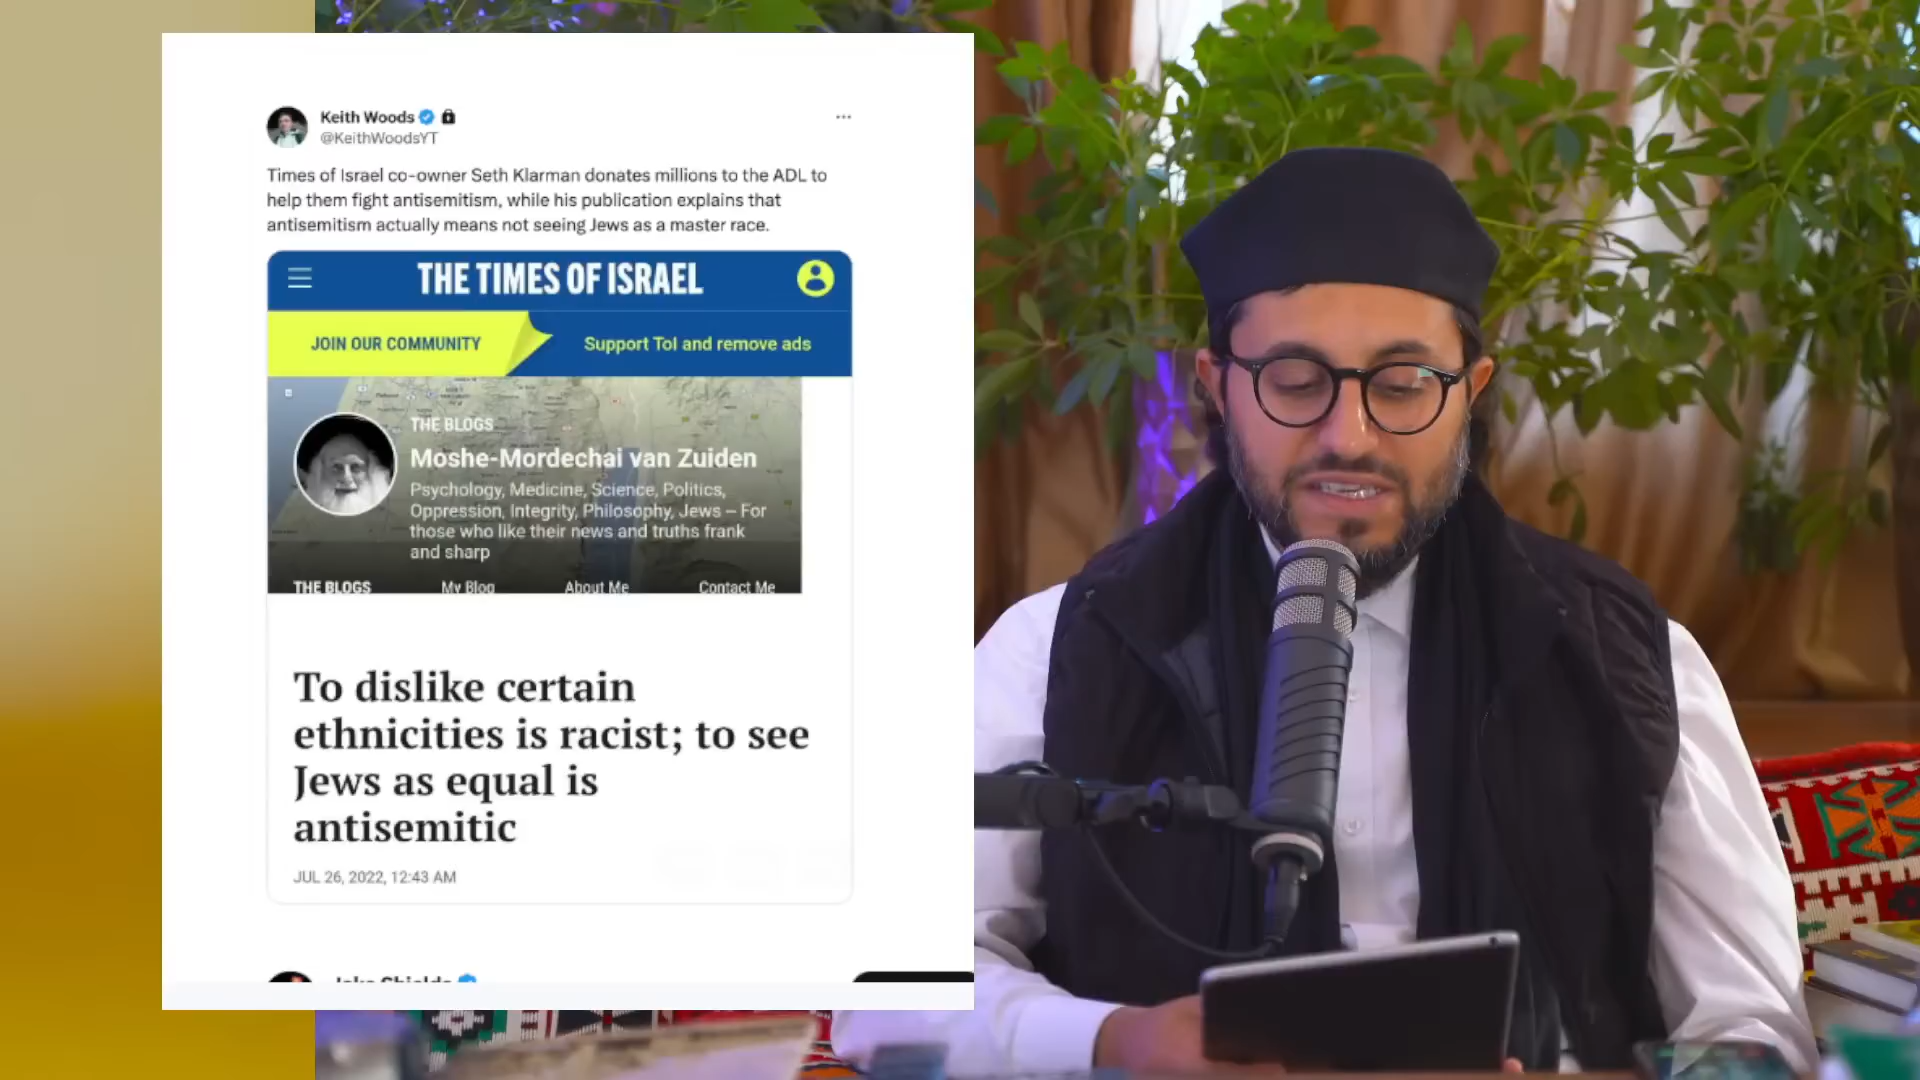 Keith Woods
@KeithWoodsYT
Times of Israel co-owner Seth Klarman donates millions to the ADL to
help them fight antisemitism, while his publication explains that
antisemitism actually means not seeing Jews as a master race.
THE TIMES OF ISRAEL
JOIN OUR COMMUNITY
Support ToI and remove ads
THE BLOGS
Moshe-Mordechai van Zuiden
Psychology, Medicine, Science, Politics,
Oppression, Integrity, Philosophy, Jews – For
those who like their news and truths frank
and sharp
THE BLOGS My Blog About Me Contact Me
To dislike certain
ethnicities is racist; to see
Jews as equal is
antisemitic
JUL 26, 2022, 12:43 AM